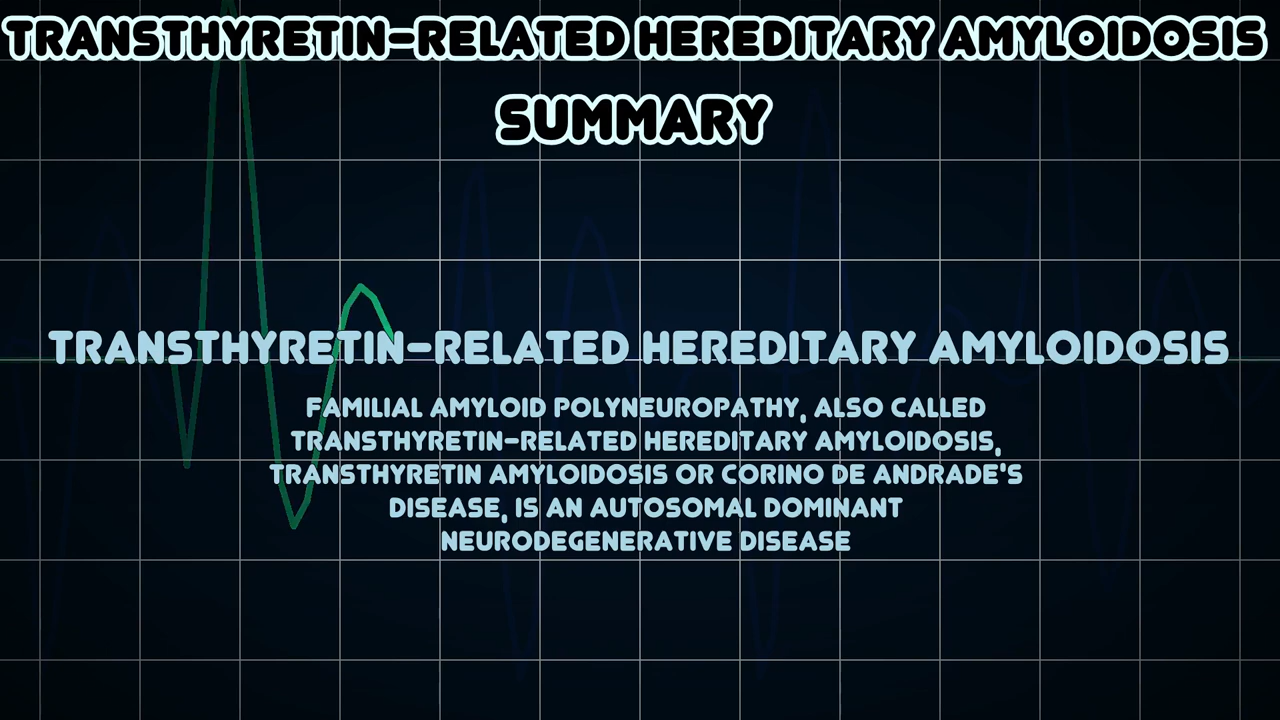 TRANSTHYRETIN-RELATED HEREDITARY AMYLOIDOSIS
SUMMARY
TRANSTHYRETIN-RELATED HEREDITARY AMYLOIDOSIS
FAMILIAL AMYLOID POLYNEUROPATHY, ALSO CALLED
TRANSTHYRETIN-RELATED HEREDITARY AMYLOIDOSIS,
TRANSTHYRETIN AMYLOIDOSIS OR CORINO DE ANDRADE'S
DISEASE, IS AN AUTOSOMAL DOMINANT
NEURODEGENERATIVE DISEASE